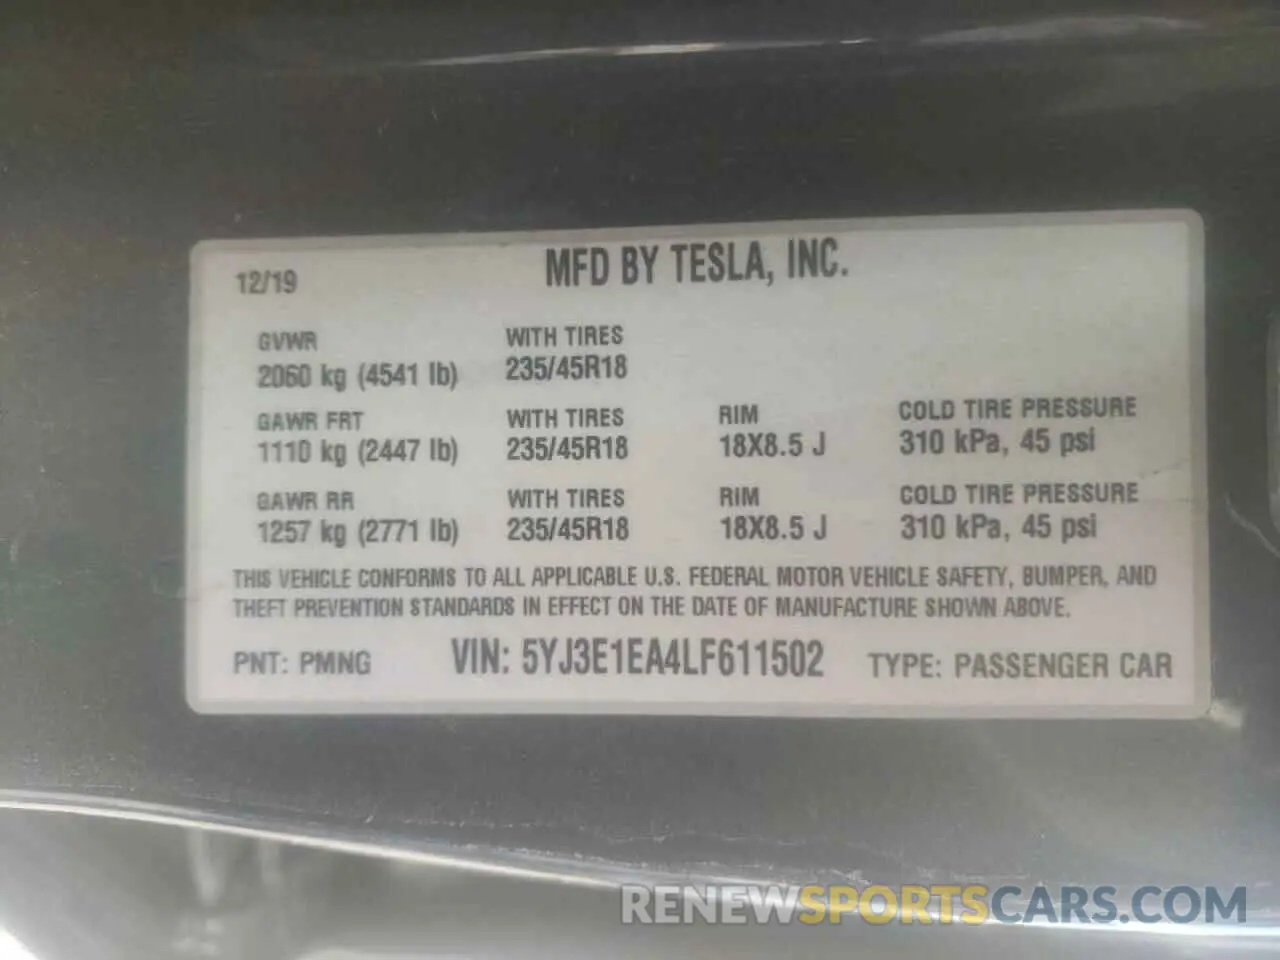 12/19 MFD BY TESLA, INC.
GVWR WITH TIRES
2060 kg (4541 lb) 235/45R18
GAWR FRT WITH TIRES RIM COLD TIRE PRESSURE
1110 kg (2447 lb) 235/45R18 18X8.5 J 310 kPa, 45 psi
GAWR RR WITH TIRES RIM COLD TIRE PRESSURE
1257 kg (2771 lb) 235/45R18 18X8.5 J 310 kPa, 45 psi
THIS VEHICLE CONFORMS TO ALL APPLICABLE U.S. FEDERAL MOTOR VEHICLE SAFETY, BUMPER, AND
THEFT PREVENTION STANDARDS IN EFFECT ON THE DATE OF MANUFACTURE SHOWN ABOVE.
PNT: PMNG VIN: 5YJ3E1EA4LF611502 TYPE: PASSENGER CAR
RENEWSPORTSCARS.COM